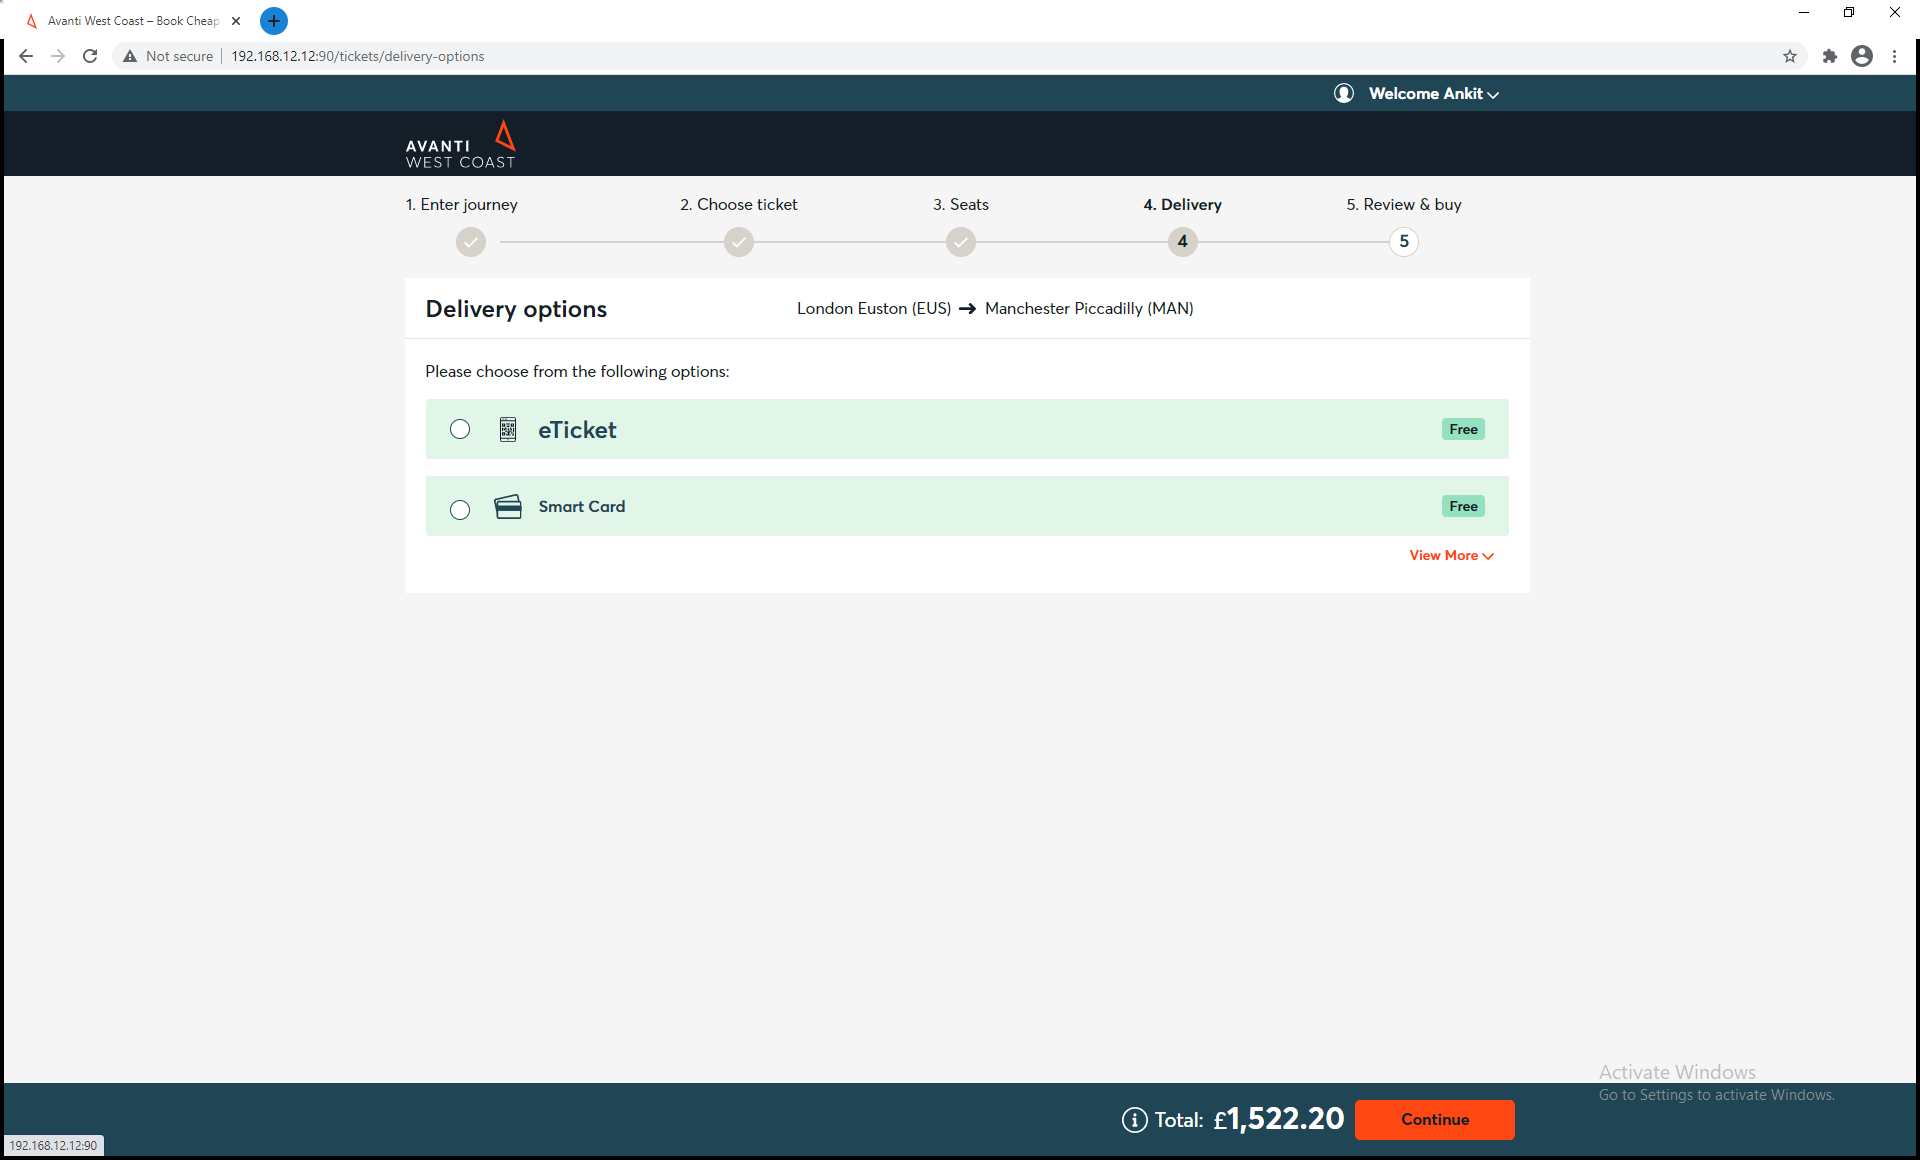 Avanti West Coast – Book Cheap
Not secure
192.168.12.12:90/tickets/delivery-options
Welcome Ankit
AVANTI
WEST COAST
1. Enter journey
2. Choose ticket
3. Seats
4. Delivery
5. Review & buy
4
5
Delivery options
London Euston (EUS) → Manchester Piccadilly (MAN)
Please choose from the following options:
eTicket
Free
Smart Card
Free
View More
Activate Windows
Go to Settings to activate Windows.
Total: £1,522.20
Continue
192.168.12.12:90